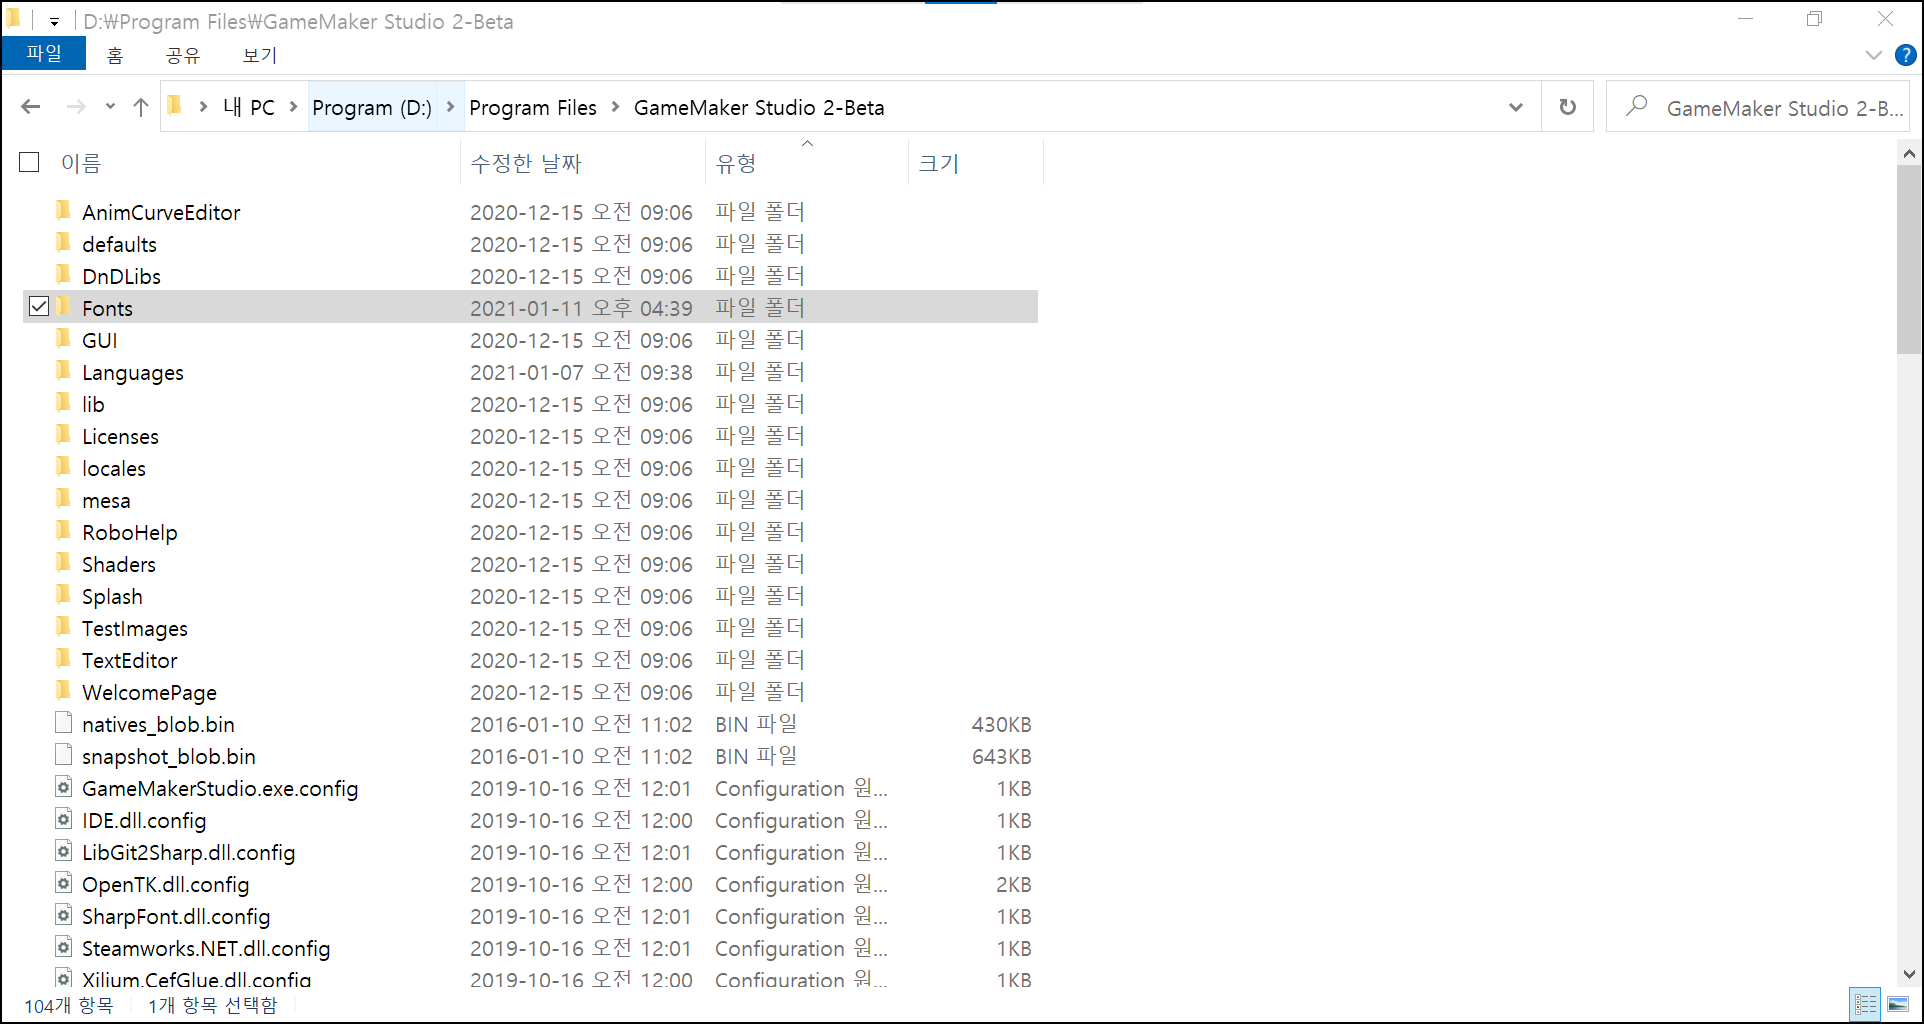 D:₩Program Files₩GameMaker Studio 2-Beta
파일 홈 공유 보기 ?
내 PC > Program (D:) > Program Files > GameMaker Studio 2-Beta
GameMaker Studio 2-B...
이름 수정한 날짜 유형 크기
AnimCurveEditor 2020-12-15 오전 09:06 파일 폴더
defaults 2020-12-15 오전 09:06 파일 폴더
DnDLibs 2020-12-15 오전 09:06 파일 폴더
Fonts 2021-01-11 오후 04:39 파일 폴더
GUI 2020-12-15 오전 09:06 파일 폴더
Languages 2021-01-07 오전 09:38 파일 폴더
lib 2020-12-15 오전 09:06 파일 폴더
Licenses 2020-12-15 오전 09:06 파일 폴더
locales 2020-12-15 오전 09:06 파일 폴더
mesa 2020-12-15 오전 09:06 파일 폴더
RoboHelp 2020-12-15 오전 09:06 파일 폴더
Shaders 2020-12-15 오전 09:06 파일 폴더
Splash 2020-12-15 오전 09:06 파일 폴더
TestImages 2020-12-15 오전 09:06 파일 폴더
TextEditor 2020-12-15 오전 09:06 파일 폴더
WelcomePage 2020-12-15 오전 09:06 파일 폴더
natives_blob.bin 2016-01-10 오전 11:02 BIN 파일 430KB
snapshot_blob.bin 2016-01-10 오전 11:02 BIN 파일 643KB
GameMakerStudio.exe.config 2019-10-16 오전 12:01 Configuration 원... 1KB
IDE.dll.config 2019-10-16 오전 12:00 Configuration 원... 1KB
LibGit2Sharp.dll.config 2019-10-16 오전 12:01 Configuration 원... 1KB
OpenTK.dll.config 2019-10-16 오전 12:00 Configuration 원... 2KB
SharpFont.dll.config 2019-10-16 오전 12:01 Configuration 원... 1KB
Steamworks.NET.dll.config 2019-10-16 오전 12:01 Configuration 원... 1KB
Xilium.CefGlue.dll.config 2019-10-16 오전 12:00 Configuration 원... 1KB
104개 항목 1개 항목 선택함